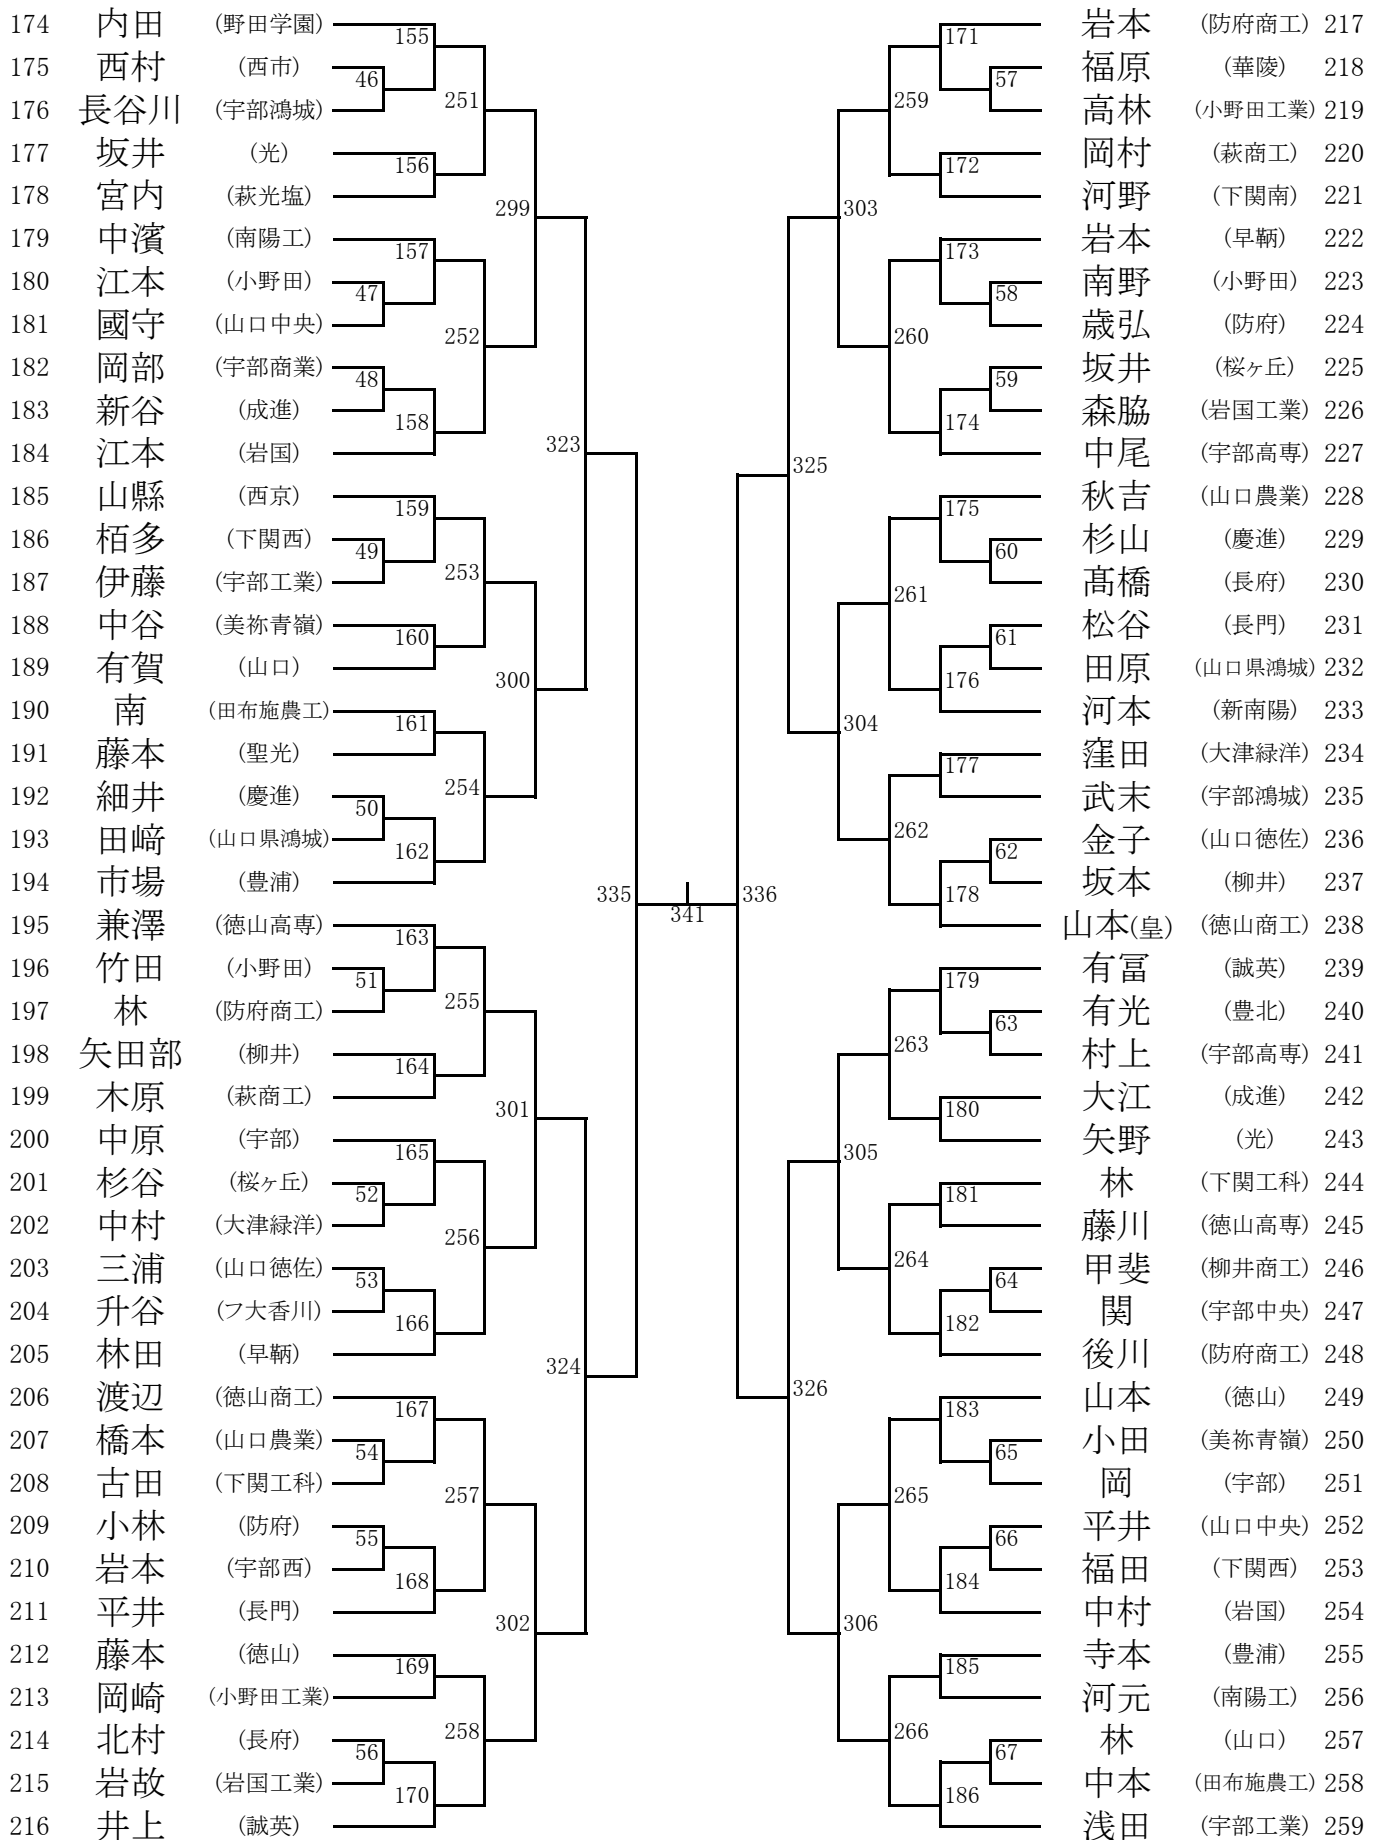 174 内田 (野田学園) 岩本 (防府商工) 217
155 171
175 西村 (西市) 福原 (華陵) 218
46 57
251 259
176 長谷川 (宇部鴻城) 高林 (小野田工業) 219
177 坂井 (光) 岡村 (萩商工) 220
156 172
178 宮内 (萩光塩) 河野 (下関南) 221
299 303
179 中濱 (南陽工) 岩本 (早鞆) 222
157 173
180 江本 (小野田) 南野 (小野田) 223
47 58
181 國守 (山口中央) 歳弘 (防府) 224
252 260
182 岡部 (宇部商業) 坂井 (桜ヶ丘) 225
48 59
183 新谷 (成進) 森脇 (岩国工業) 226
158 174
323
184 江本 (岩国) 中尾 (宇部高専) 227
325
185 山縣 (西京) 秋吉 (山口農業) 228
159 175
186 栢多 (下関西) 杉山 (慶進) 229
49 60
253
187 伊藤 (宇部工業) 髙橋 (長府) 230
261
188 中谷 (美祢青嶺) 松谷 (長門) 231
160 61
189 有賀 (山口) 田原 (山口県鴻城) 232
300 176
190 南 (田布施農工) 河本 (新南陽) 233
161 304
191 藤本 (聖光) 窪田 (大津緑洋) 234
177
254
192 細井 (慶進) 武末 (宇部鴻城) 235
50
262
193 田﨑 (山口県鴻城) 金子 (山口徳佐) 236
162 62
194 市場 (豊浦) 坂本 (柳井) 237
335 336 178
341
195 兼澤 (徳山高専) 山本(皇) (徳山商工) 238
163
196 竹田 (小野田) 有冨 (誠英) 239
51 179
255
197 林 (防府商工) 有光 (豊北) 240
63
263
198 矢田部 (柳井) 村上 (宇部高専) 241
164
199 木原 (萩商工) 大江 (成進) 242
301 180
200 中原 (宇部) 矢野 (光) 243
165 305
201 杉谷 (桜ヶ丘) 林 (下関工科) 244
52 181
202 中村 (大津緑洋) 藤川 (徳山高専) 245
256
264
203 三浦 (山口徳佐) 甲斐 (柳井商工) 246
53 64
204 升谷 (フ大香川) 関 (宇部中央) 247
166 182
205 林田 (早鞆) 後川 (防府商工) 248
324
326
206 渡辺 (徳山商工) 山本 (徳山) 249
167 183
207 橋本 (山口農業) 小田 (美祢青嶺) 250
54 65
208 古田 (下関工科) 岡 (宇部) 251
257 265
209 小林 (防府) 平井 (山口中央) 252
55 66
210 岩本 (宇部西) 福田 (下関西) 253
168 184
211 平井 (長門) 中村 (岩国) 254
302 306
212 藤本 (徳山) 寺本 (豊浦) 255
169 185
213 岡崎 (小野田工業) 河元 (南陽工) 256
258 266
214 北村 (長府) 林 (山口) 257
56 67
215 岩故 (岩国工業) 中本 (田布施農工) 258
170 186
216 井上 (誠英) 浅田 (宇部工業) 259